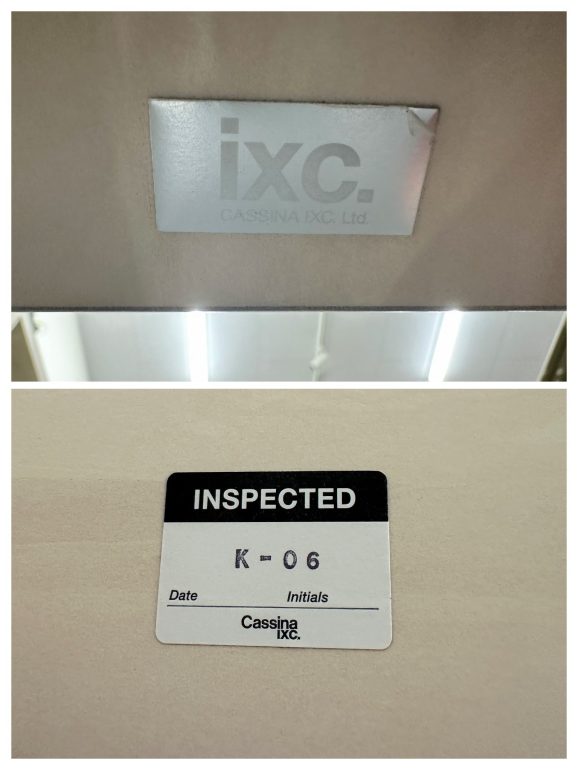 ixc.
CASSINA IXC. Ltd.
INSPECTED
K-06
Date Initials
Cassina
IXC.